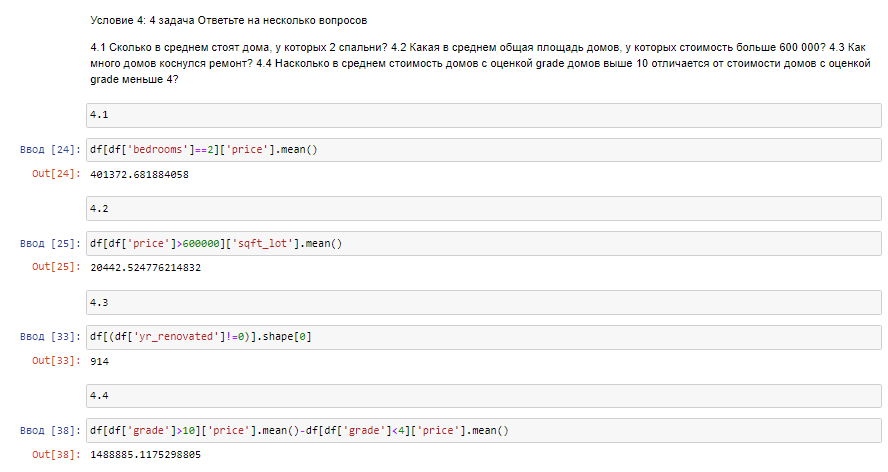 Условие 4: 4 задача Ответьте на несколько вопросов
4.1 Сколько в среднем стоят дома, у которых 2 спальни? 4.2 Какая в среднем общая площадь домов, у которых стоимость больше 600 000? 4.3 Как
много домов коснулся ремонт? 4.4 Насколько в среднем стоимость домов с оценкой grade домов выше 10 отличается от стоимости домов с оценкой
grade меньше 4?
4.1
Ввод [24]: df[df['bedrooms']==2]['price'].mean()
Out[24]: 401372.681884058
4.2
Ввод [25]: df[df['price']>600000]['sqft_lot'].mean()
Out[25]: 20442.524776214832
4.3
Ввод [33]: df[(df['yr_renovated']!=0)].shape[0]
Out[33]: 914
4.4
Ввод [38]: df[df['grade']>10]['price'].mean()-df[df['grade']<4]['price'].mean()
Out[38]: 1488885.1175298805